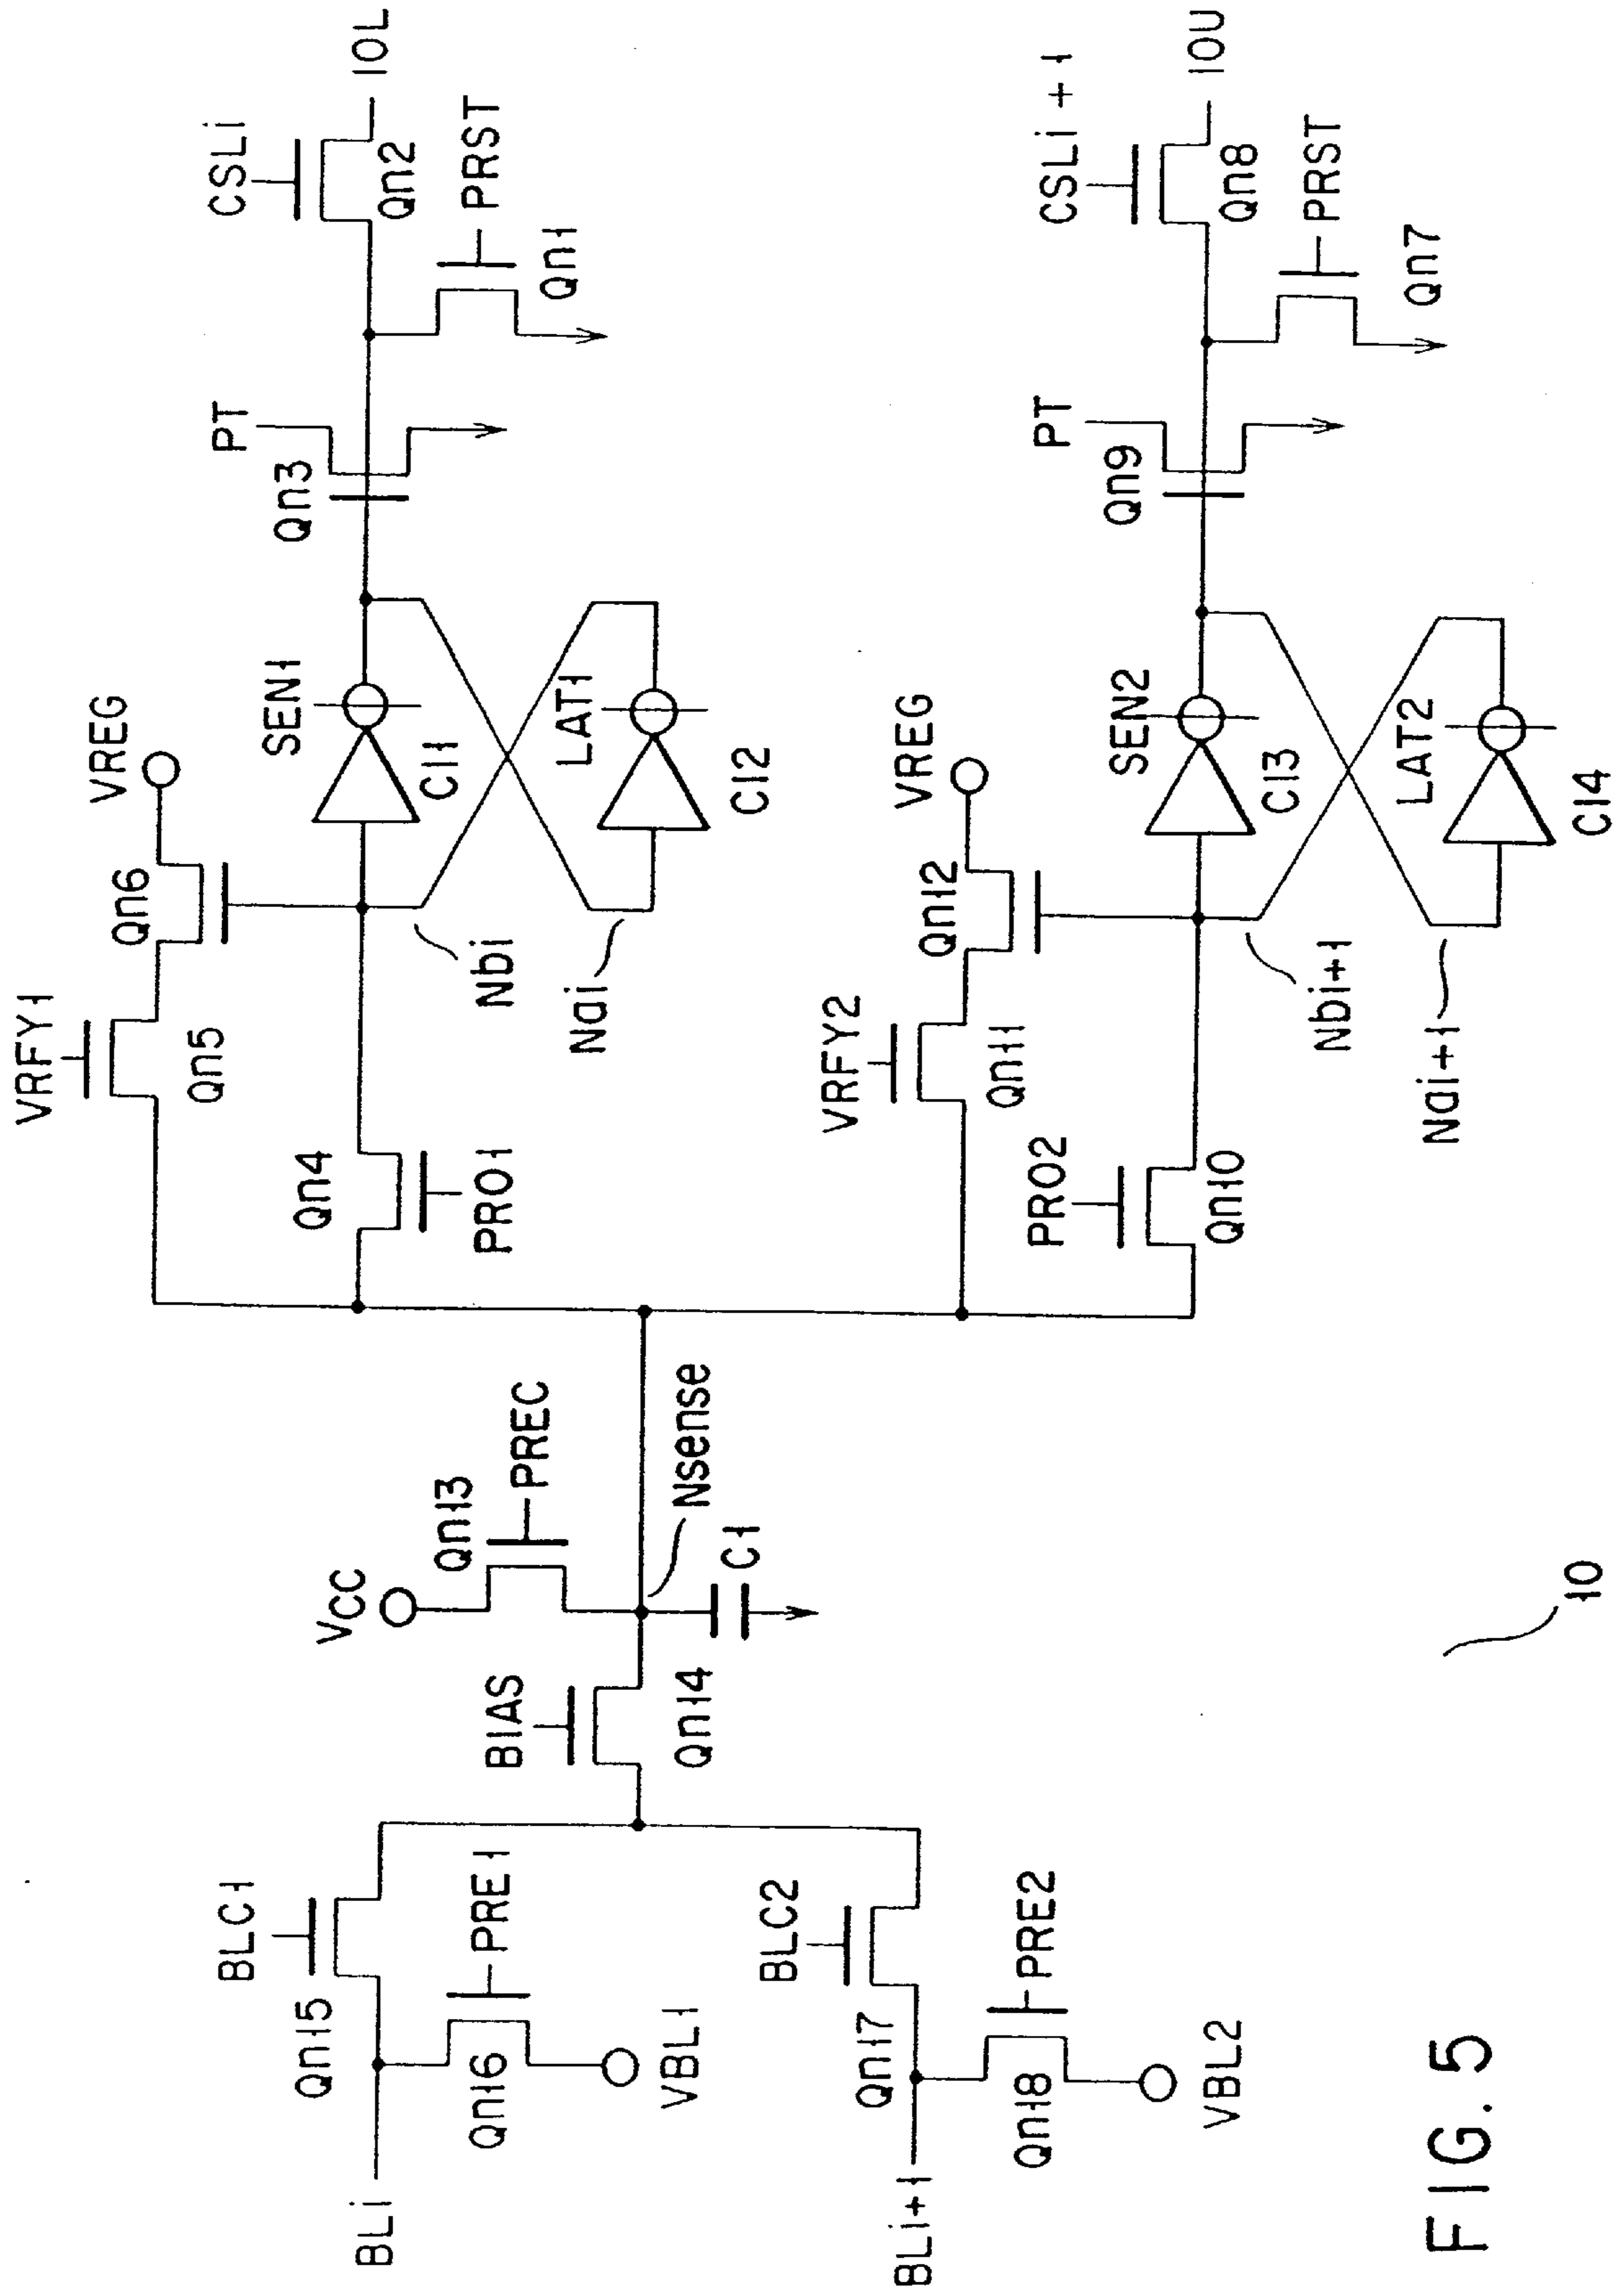 VRFY1
Qn5
Qn6
VREG
CSLi
IOL
Qn2
PT
Qn3
PRST
Qn1
SEN1
CI1
Qn4
PRO1
Nbi
Nai
LAT1
CI2
BLC1
Qn15
BLi
PRE1
Qn16
VBL1
BIAS
Qn14
VCC
Qn13
PREC
Nsense
C1
BLC2
Qn17
BLi+1
PRE2
Qn18
VBL2
VRFY2
Qn11
Qn12
VREG
CSLi+1
IOU
Qn8
PT
Qn9
PRST
Qn7
SEN2
CI3
PRO2
Qn10
Nbi+1
Nai+1
LAT2
CI4
10
FIG. 5